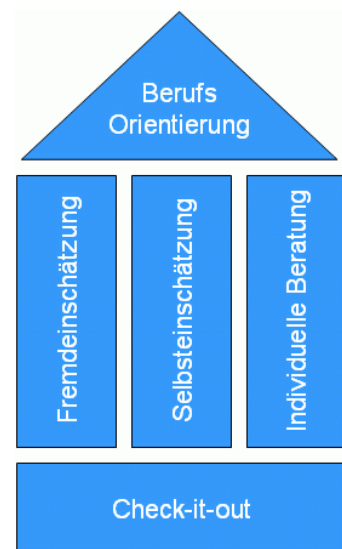 Berufs
Orientierung
Fremdeinschätzung
Selbsteinschätzung
Individuelle Beratung
Check-it-out